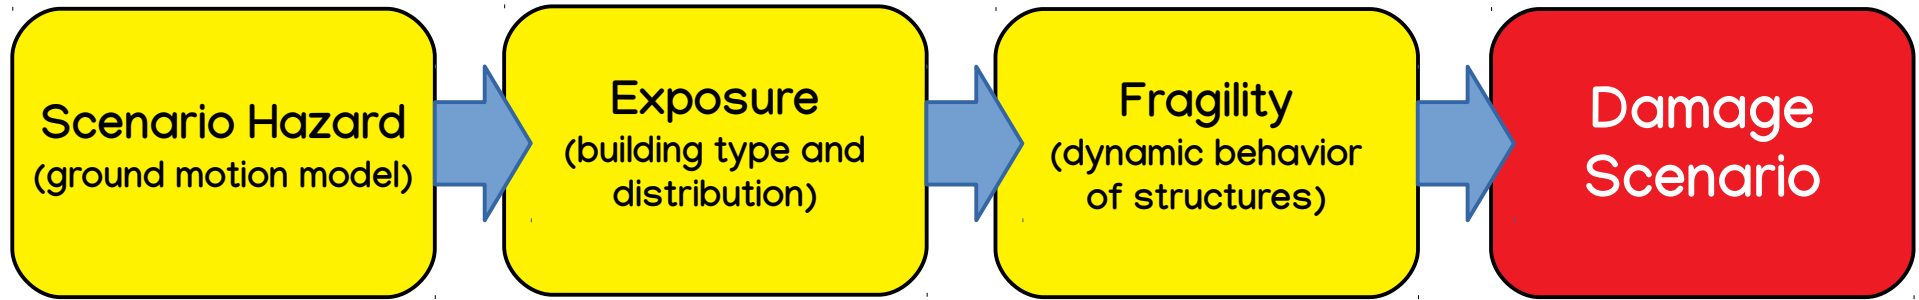 Scenario Hazard
(ground motion model)
Exposure
(building type and
distribution)
Fragility
(dynamic behavior
of structures)
Damage
Scenario